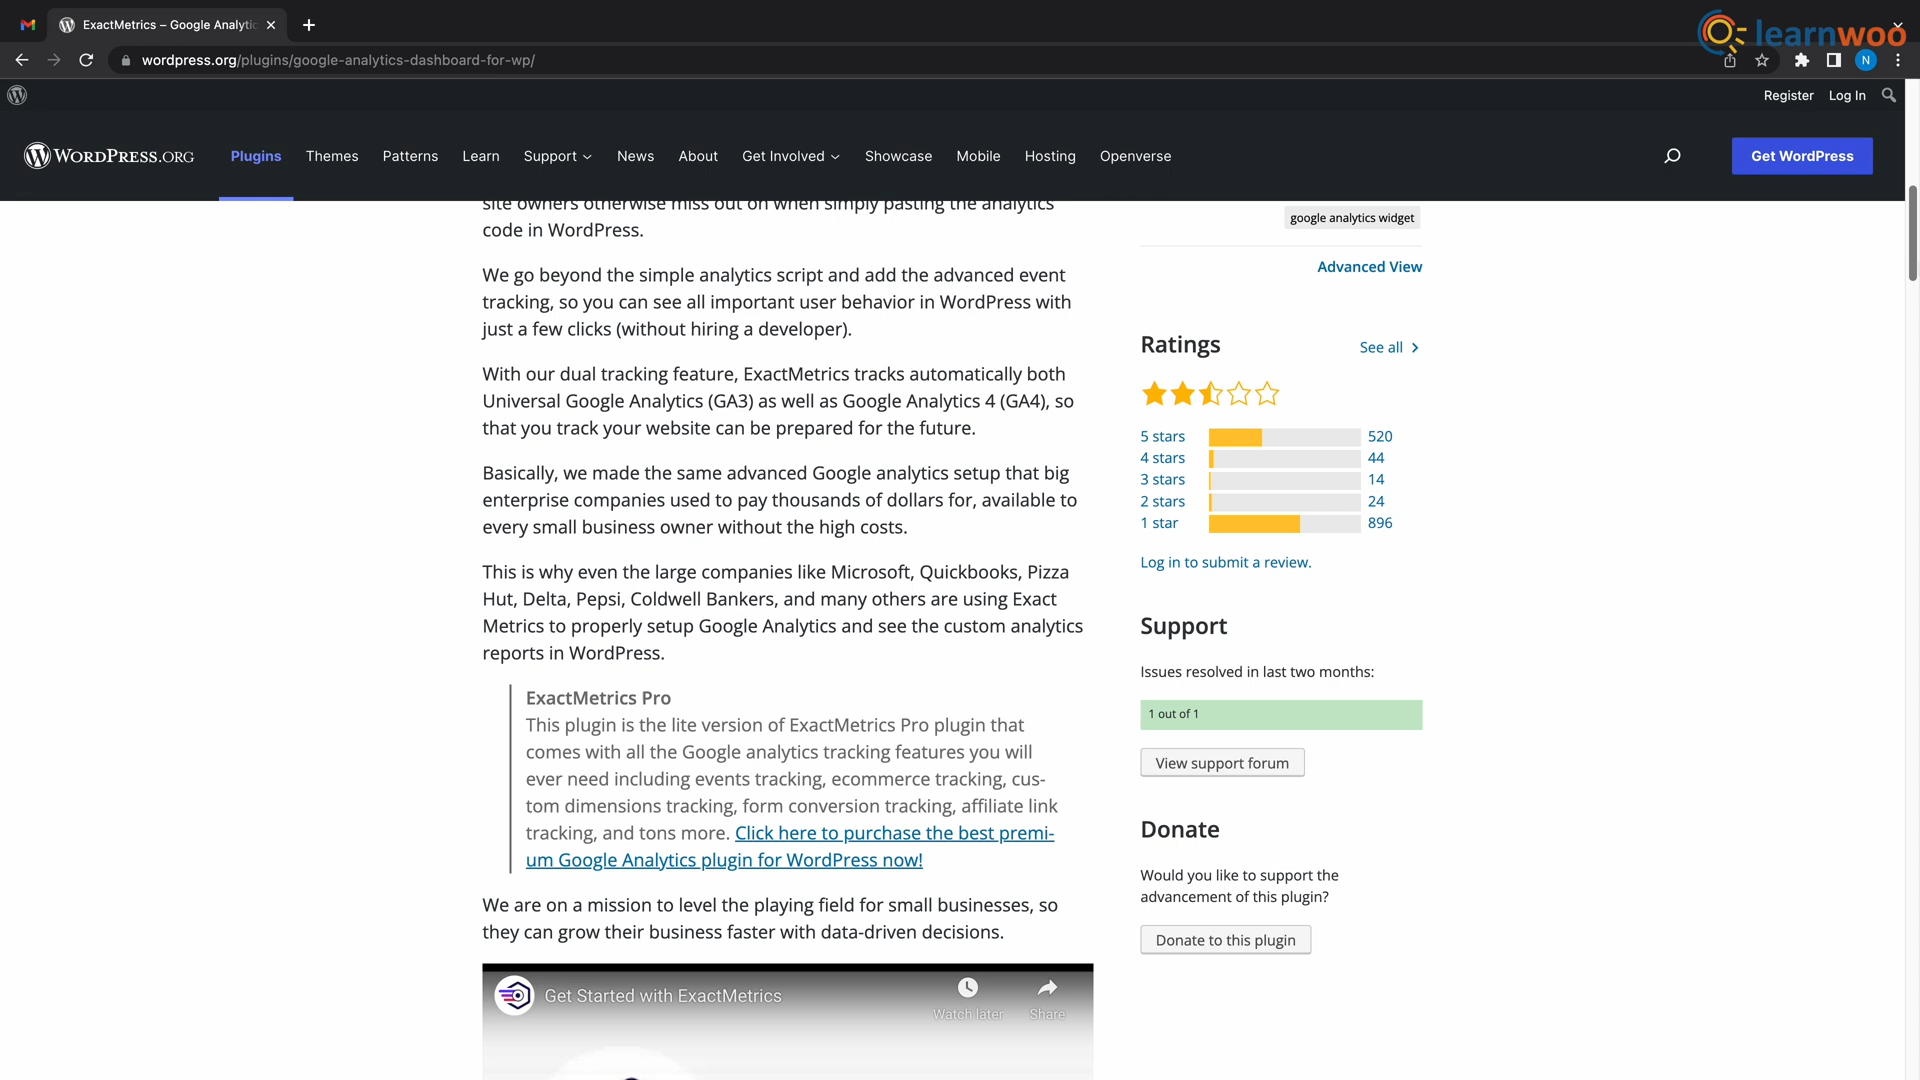 ExactMetrics – Google Analytic
learnwoo
wordpress.org/plugins/google-analytics-dashboard-for-wp/
N
Register Log In
WORDPRESS.ORG Plugins Themes Patterns Learn Support News About Get Involved Showcase Mobile Hosting Openverse Get WordPress
site owners otherwise miss out on when simply pasting the analytics
code in WordPress.
We go beyond the simple analytics script and add the advanced event
tracking, so you can see all important user behavior in WordPress with
just a few clicks (without hiring a developer).
With our dual tracking feature, ExactMetrics tracks automatically both
Universal Google Analytics (GA3) as well as Google Analytics 4 (GA4), so
that you track your website can be prepared for the future.
Basically, we made the same advanced Google analytics setup that big
enterprise companies used to pay thousands of dollars for, available to
every small business owner without the high costs.
This is why even the large companies like Microsoft, Quickbooks, Pizza
Hut, Delta, Pepsi, Coldwell Bankers, and many others are using Exact
Metrics to properly setup Google Analytics and see the custom analytics
reports in WordPress.
ExactMetrics Pro
This plugin is the lite version of ExactMetrics Pro plugin that
comes with all the Google analytics tracking features you will
ever need including events tracking, ecommerce tracking, cus-
tom dimensions tracking, form conversion tracking, affiliate link
tracking, and tons more. Click here to purchase the best premi-
um Google Analytics plugin for WordPress now!
We are on a mission to level the playing field for small businesses, so
they can grow their business faster with data-driven decisions.
Get Started with ExactMetrics
Watch later Share
google analytics widget
Advanced View
Ratings See all
5 stars 520
4 stars 44
3 stars 14
2 stars 24
1 star 896
Log in to submit a review.
Support
Issues resolved in last two months:
1 out of 1
View support forum
Donate
Would you like to support the
advancement of this plugin?
Donate to this plugin